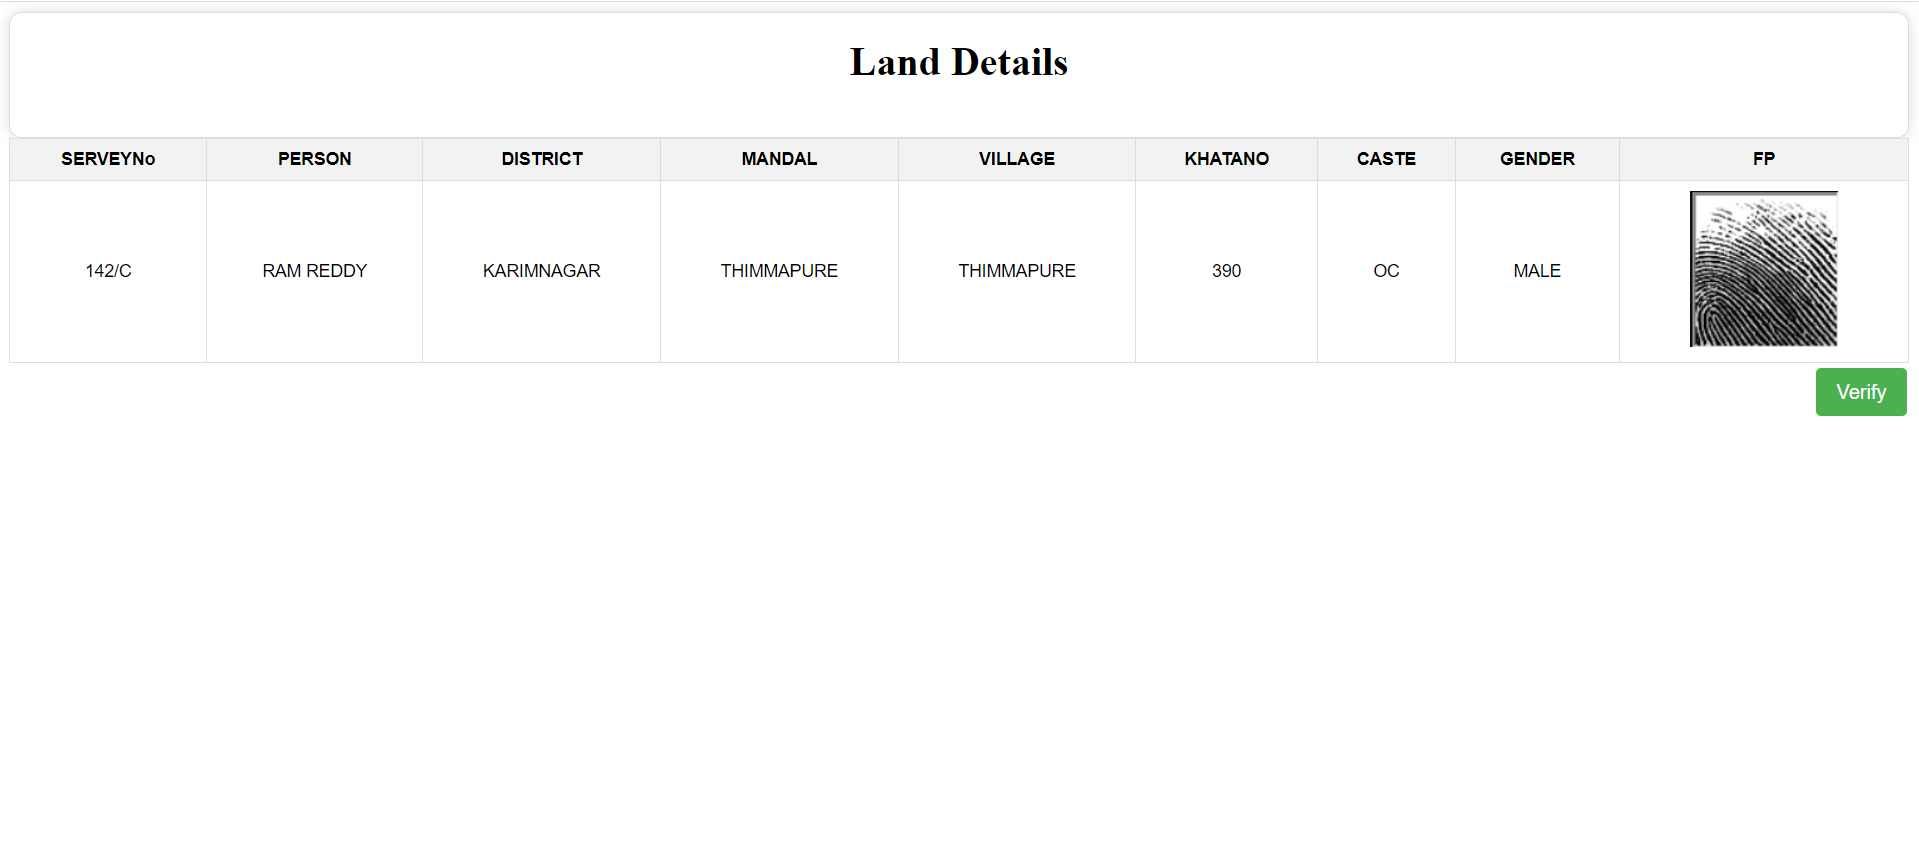 Land Details
SERVEYNo PERSON DISTRICT MANDAL VILLAGE KHATANO CASTE GENDER FP
142/C RAM REDDY KARIMNAGAR THIMMAPURE THIMMAPURE 390 OC MALE
Verify